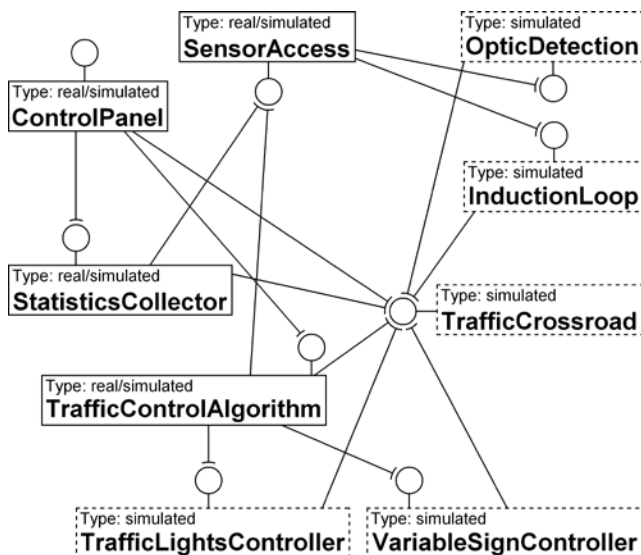 Type: real/simulated
SensorAccess
Type: simulated
OpticDetection
Type: real/simulated
ControlPanel
Type: simulated
InductionLoop
Type: real/simulated
StatisticsCollector
Type: simulated
TrafficCrossroad
Type: real/simulated
TrafficControlAlgorithm
Type: simulated
TrafficLightsController
Type: simulated
VariableSignController